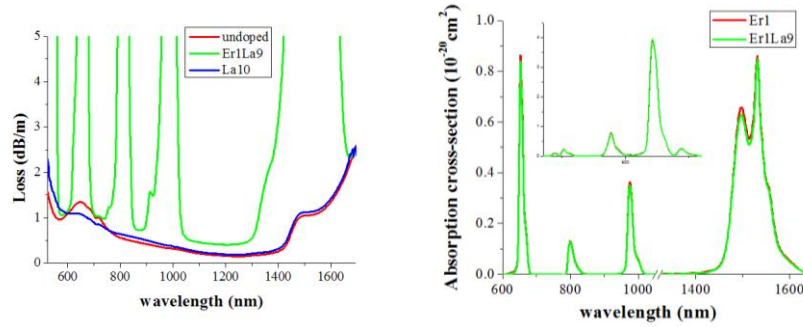 5
4
3
2
1
0
Loss (dB/m)
undoped
Er1La9
La10
600 800 1000 1200 1400 1600
wavelength (nm)
1.0
0.8
0.6
0.4
0.2
0.0
Absorption cross-section (10⁻²⁰ cm²)
Er1
Er1La9
600 800 1000 1400 1600
wavelength (nm)